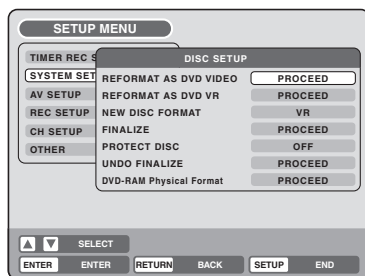 SETUP MENU
TIMER REC S
SYSTEM SET
AV SETUP
REC SETUP
CH SETUP
OTHER
DISC SETUP
REFORMAT AS DVD VIDEO PROCEED
REFORMAT AS DVD VR PROCEED
NEW DISC FORMAT VR
FINALIZE PROCEED
PROTECT DISC OFF
UNDO FINALIZE PROCEED
DVD-RAM Physical Format PROCEED
SELECT
ENTER ENTER RETURN BACK SETUP END